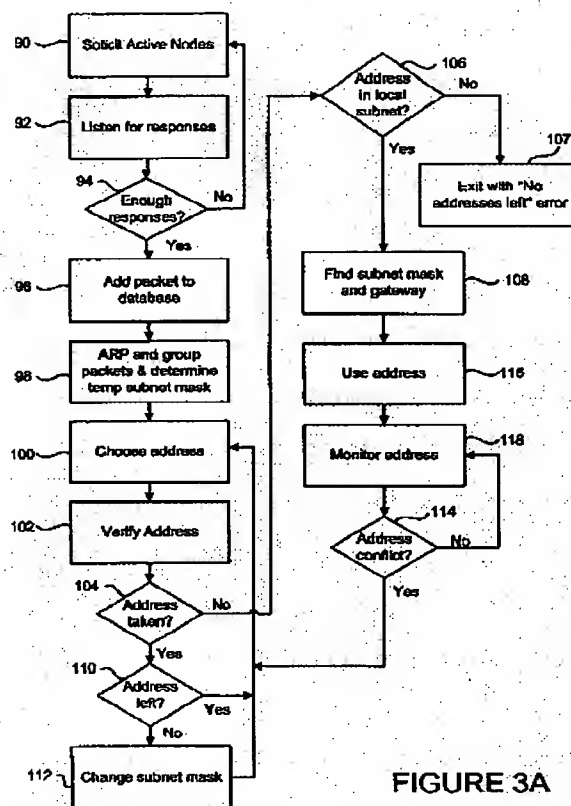 90
Solicit Active Nodes
92
Listen for responses
94
Enough
responses?
No
Yes
96
Add packet to
database
98
ARP and group
packets & determine
temp subnet mask
100
Choose address
102
Verify Address
104
Address
taken?
No
Yes
110
Address
left?
Yes
No
112
Change subnet mask
106
Address
in local
subnet?
No
Yes
107
Exit with "No
addresses left" error
Find subnet mask
and gateway
108
Use address
116
Monitor address
118
114
Address
conflict?
No
Yes
FIGURE 3A